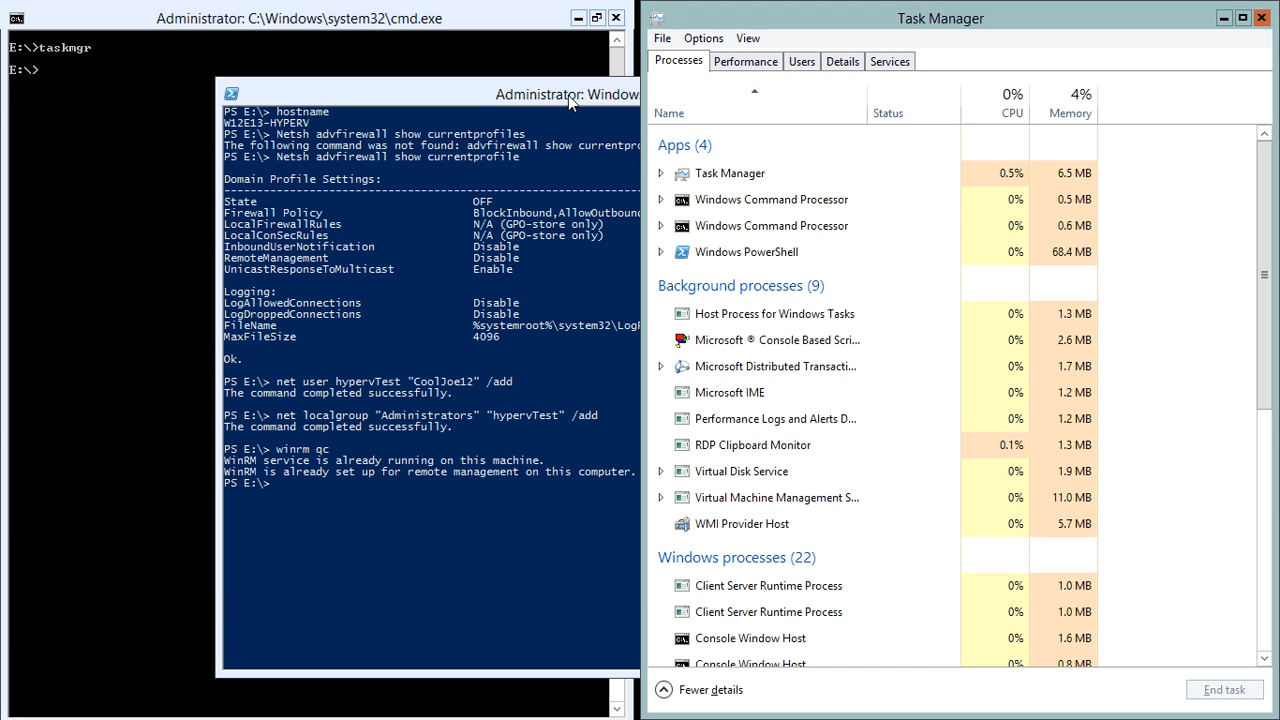 Administrator: C:\Windows\system32\cmd.exe
E:\>taskmgr
E:\>
Administrator: Windows
PS E:\> hostname
W12E13-HYPERV
PS E:\> Netsh advfirewall show currentprofiles
The following command was not found: advfirewall show currentpro
PS E:\> Netsh advfirewall show currentprofile
Domain Profile Settings:
----------------------------------------------------------------------
State OFF
Firewall Policy BlockInbound,AllowOutbound
LocalFirewallRules N/A (GPO-store only)
LocalConSecRules N/A (GPO-store only)
InboundUserNotification Disable
RemoteManagement Disable
UnicastResponseToMulticast Enable
Logging:
LogAllowedConnections Disable
LogDroppedConnections Disable
FileName %systemroot%\system32\LogF
MaxFileSize 4096
Ok.
PS E:\> net user hypervTest "CoolJoe12" /add
The command completed successfully.
PS E:\> net localgroup "Administrators" "hypervTest" /add
The command completed successfully.
PS E:\> winrm qc
WinRM service is already running on this machine.
WinRM is already set up for remote management on this computer.
PS E:\>
Task Manager
File Options View
Processes Performance Users Details Services
0% 4%
Name Status CPU Memory
Apps (4)
Task Manager 0.5% 6.5 MB
Windows Command Processor 0% 0.5 MB
Windows Command Processor 0% 0.6 MB
Windows PowerShell 0% 68.4 MB
Background processes (9)
Host Process for Windows Tasks 0% 1.3 MB
Microsoft ® Console Based Scri... 0% 2.6 MB
Microsoft Distributed Transacti... 0% 1.7 MB
Microsoft IME 0% 1.2 MB
Performance Logs and Alerts D... 0% 1.2 MB
RDP Clipboard Monitor 0.1% 1.3 MB
Virtual Disk Service 0% 1.9 MB
Virtual Machine Management S... 0% 11.0 MB
WMI Provider Host 0% 5.7 MB
Windows processes (22)
Client Server Runtime Process 0% 1.0 MB
Client Server Runtime Process 0% 1.0 MB
Console Window Host 0% 1.6 MB
Console Window Host 0% 0.8 MB
Fewer details
End task